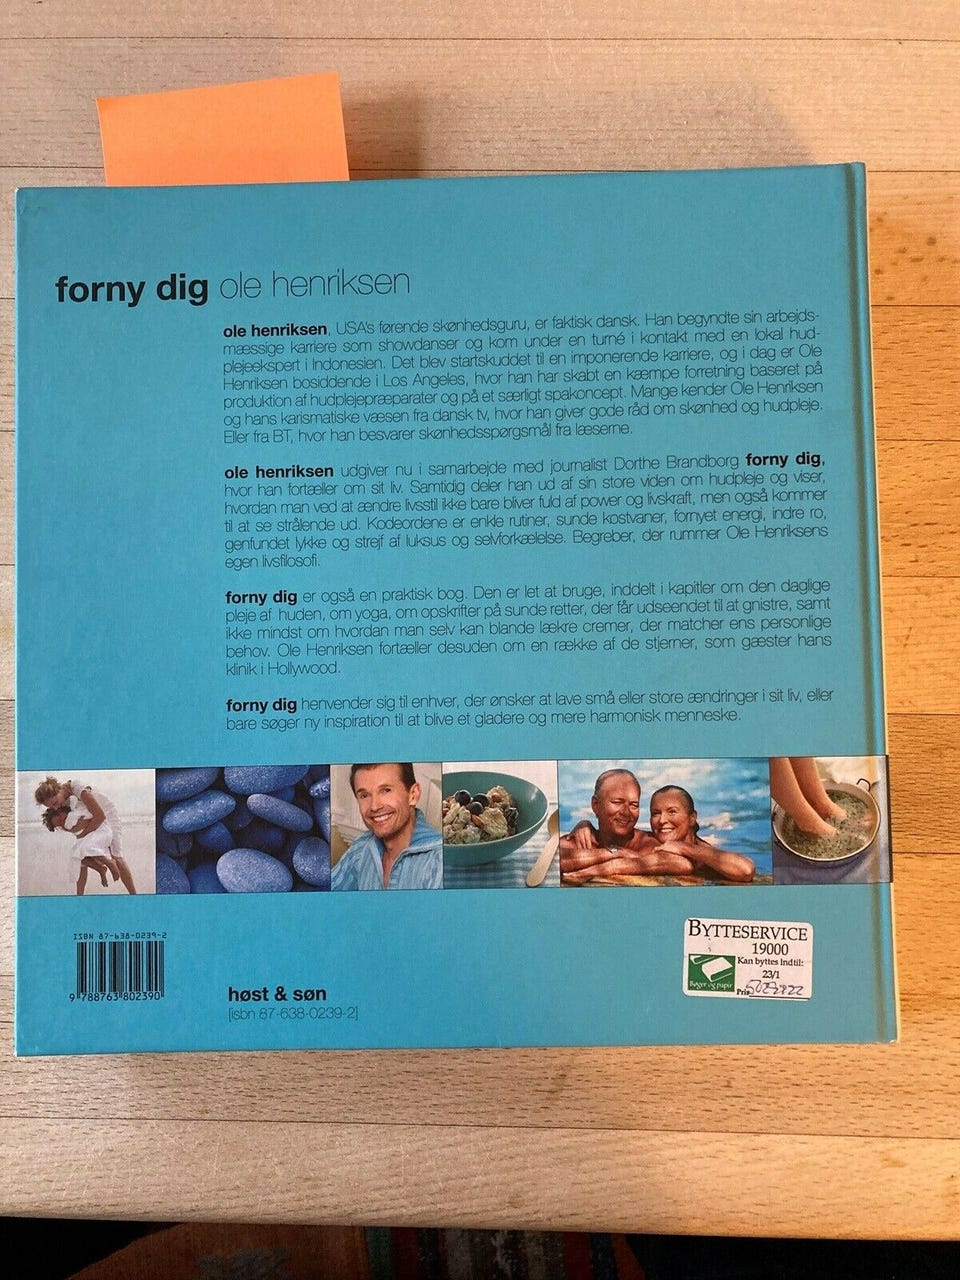 forny dig ole henriksen
ole henriksen, USA's førende skønhedsguru, er faktisk dansk. Han begyndte sin arbejds-
mæssige karriere som showdanser og kom under en turné i kontakt med en lokal hud-
plejeekspert i Indonesien. Det blev startskuddet til en imponerende karriere, og i dag er Ole
Henriksen bosiddende i Los Angeles, hvor han har skabt en kæmpe forretning baseret på
produktion af hudplejepræparater og på et særligt spakoncept. Mange kender Ole Henriksen
og hans karismatiske væsen fra dansk tv, hvor han giver gode råd om skønhed og hudpleje.
Eller fra BT, hvor han besvarer skønhedsspørgsmål fra læserne.
ole henriksen udgiver nu i samarbejde med journalist Dorthe Brandborg forny dig,
hvor han fortæller om sit liv. Samtidig deler han ud af sin store viden om hudpleje og viser,
hvordan man ved at ændre livsstil ikke bare bliver fuld af power og livskraft, men også kommer
til at se strålende ud. Kodeordene er enkle rutiner, sunde kostvaner, fornyet energi, indre ro,
genfundet lykke og strejf af luksus og selvforkælelse. Begreber, der rummer Ole Henriksens
egen livsfilosofi.
forny dig er også en praktisk bog. Den er let at bruge, inddelt i kapitler om den daglige
pleje af huden, om yoga, om opskrifter på sunde retter, der får udseendet til at gnistre, samt
ikke mindst om hvordan man selv kan blande lækre cremer, der matcher ens personlige
behov. Ole Henriksen fortæller desuden om en række af de stjerner, som gæster hans
klinik i Hollywood.
forny dig henvender sig til enhver, der ønsker at lave små eller store ændringer i sit liv, eller
bare søger ny inspiration til at blive et gladere og mere harmonisk menneske.
ISBN 87-638-0239-2
9 788763 802390
høst & søn
[isbn 87-638-0239-2]
BYTTESERVICE
19000
Kan byttes indtil:
23/1
Bøger og papir
Pris